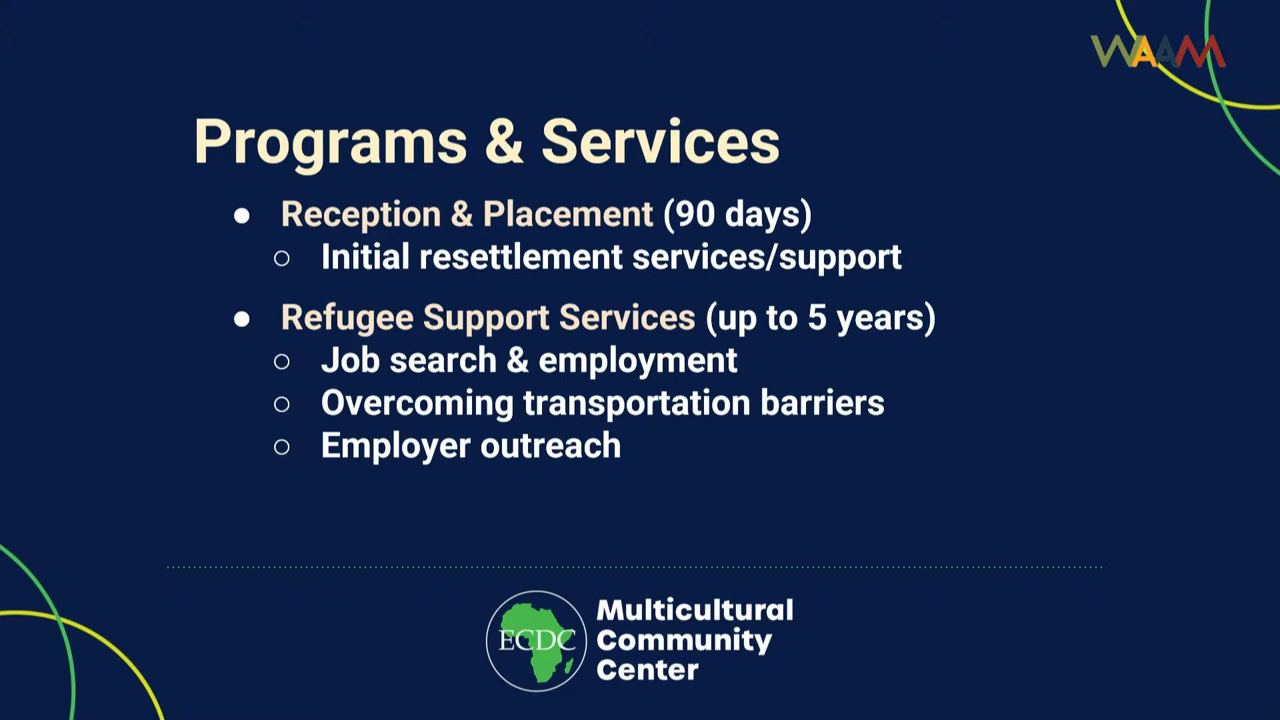 WAAM
Programs & Services
● Reception & Placement (90 days)
○ Initial resettlement services/support
● Refugee Support Services (up to 5 years)
○ Job search & employment
○ Overcoming transportation barriers
○ Employer outreach
ECDC
Multicultural
Community
Center